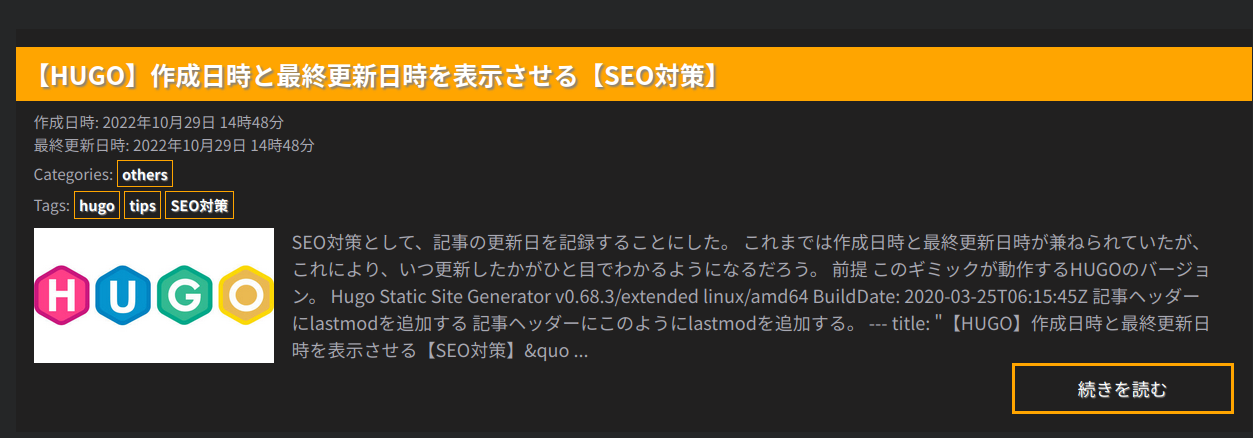 【HUGO】作成日時と最終更新日時を表示させる【SEO対策】
作成日時: 2022年10月29日 14時48分
最終更新日時: 2022年10月29日 14時48分
Categories: others
Tags: hugo tips SEO対策
HUGO
SEO対策として、記事の更新日を記録することにした。 これまでは作成日時と最終更新日時が兼ねられていたが、
これにより、いつ更新したかがひと目でわかるようになるだろう。 前提 このギミックが動作するHUGOのバージョ
ン。 Hugo Static Site Generator v0.68.3/extended linux/amd64 BuildDate: 2020-03-25T06:15:45Z 記事ヘッダー
にlastmodを追加する 記事ヘッダーにこのようにlastmodを追加する。 --- title: "【HUGO】作成日時と最終更新日
時を表示させる【SEO対策】&quo ...
続きを読む